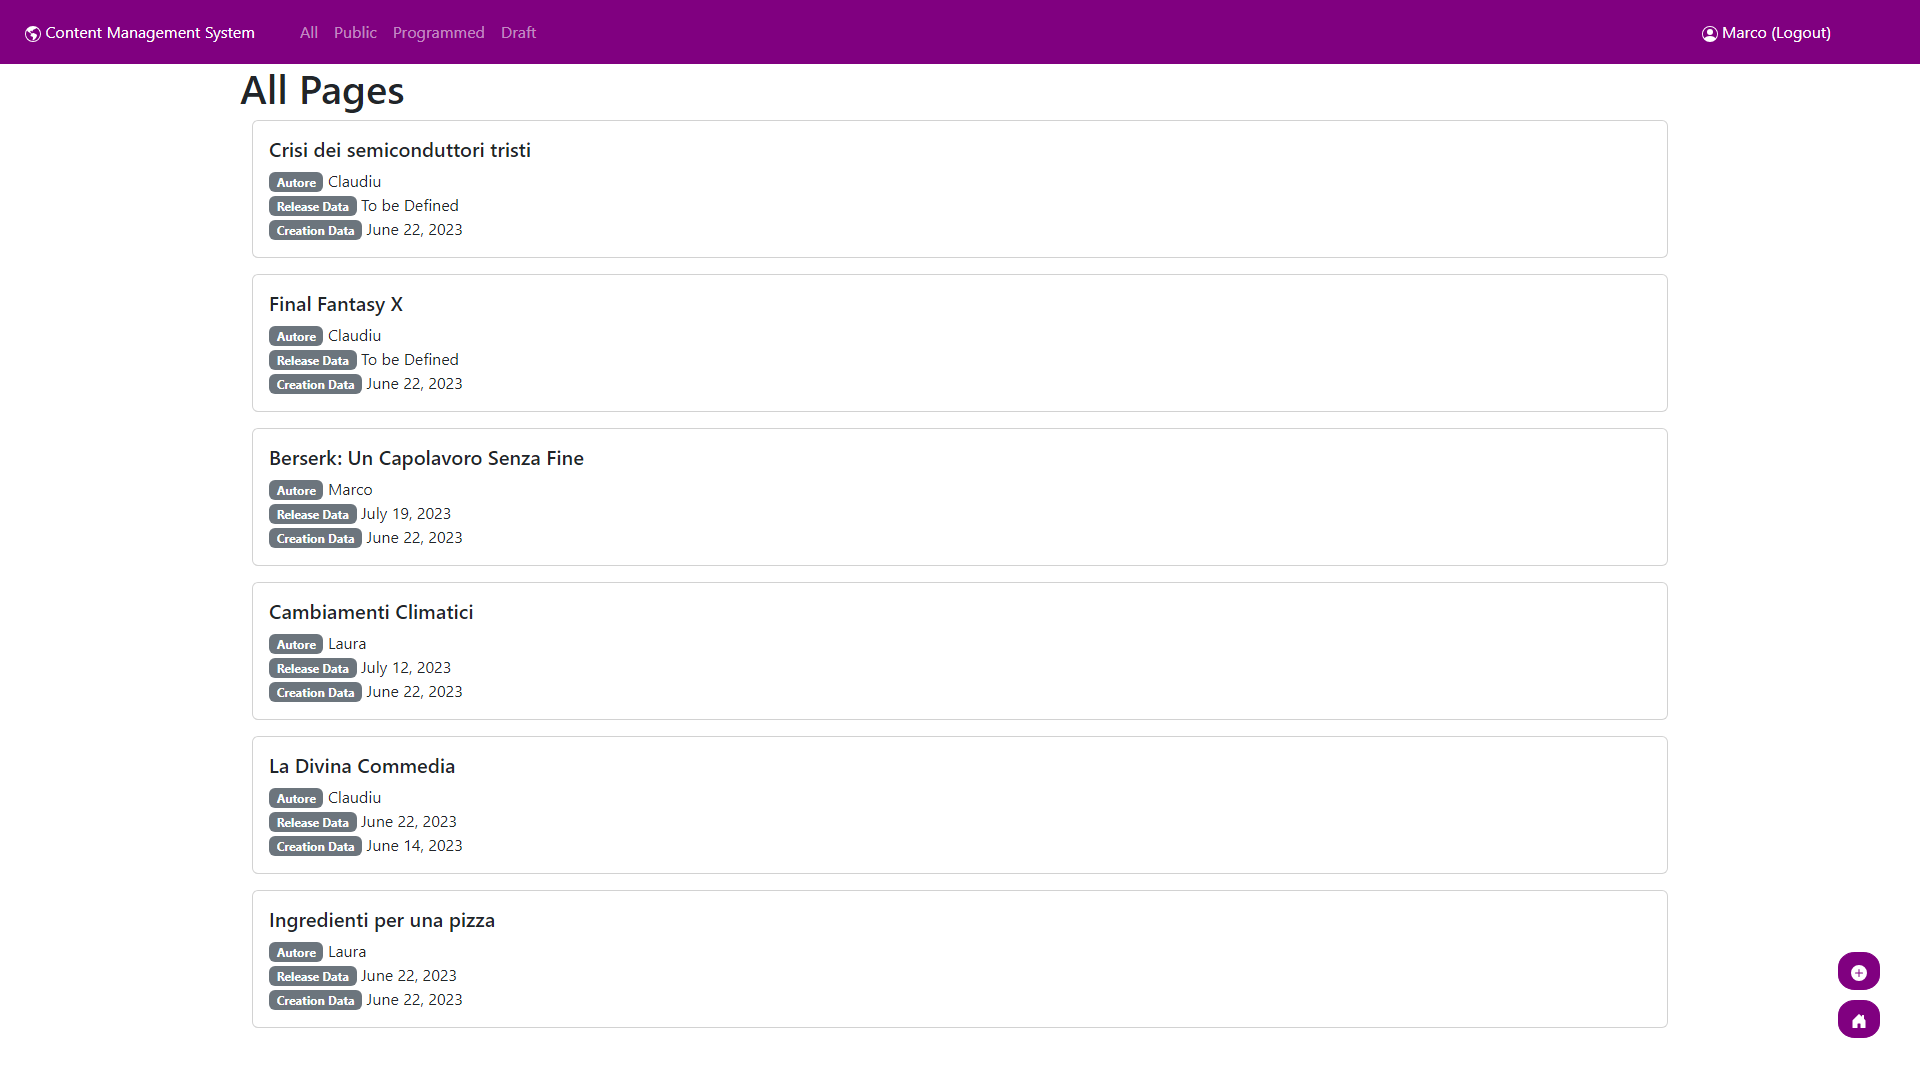 Content Management System All Public Programmed Draft Marco (Logout)
All Pages
Crisi dei semiconduttori tristi
Autore Claudiu
Release Data To be Defined
Creation Data June 22, 2023
Final Fantasy X
Autore Claudiu
Release Data To be Defined
Creation Data June 22, 2023
Berserk: Un Capolavoro Senza Fine
Autore Marco
Release Data July 19, 2023
Creation Data June 22, 2023
Cambiamenti Climatici
Autore Laura
Release Data July 12, 2023
Creation Data June 22, 2023
La Divina Commedia
Autore Claudiu
Release Data June 22, 2023
Creation Data June 14, 2023
Ingredienti per una pizza
Autore Laura
Release Data June 22, 2023
Creation Data June 22, 2023